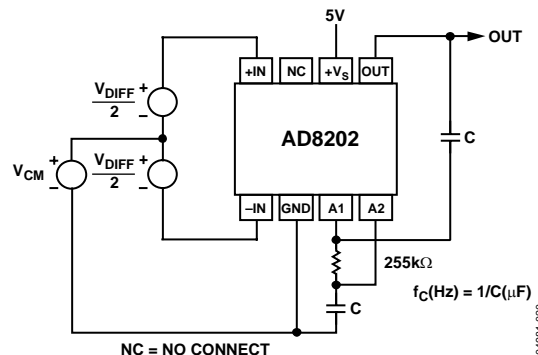 5V
OUT
+IN
NC
+VS
OUT
VDIFF
2
+
–
AD8202
C
VCM
+
–
VDIFF
2
+
–
–IN
GND
A1
A2
255kΩ
fC(Hz) = 1/C(μF)
C
NC = NO CONNECT